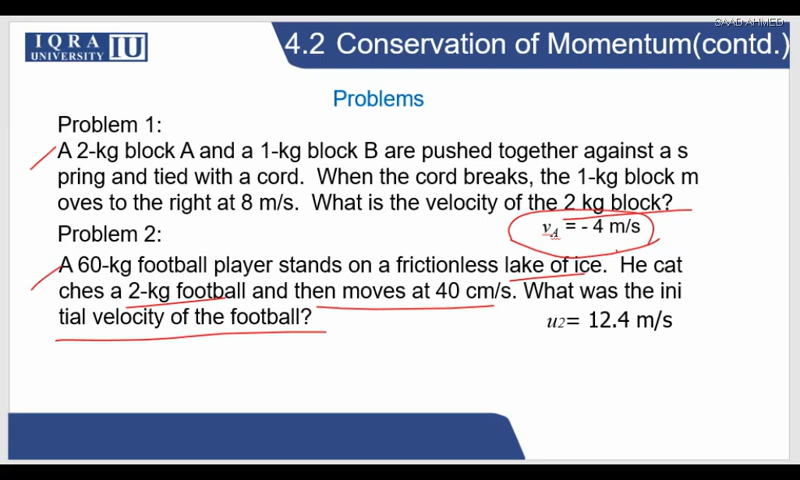 SAAD AHMED
IQRA
UNIVERSITY IU
4.2 Conservation of Momentum(contd.)
Problems
Problem 1:
A 2-kg block A and a 1-kg block B are pushed together against a s
pring and tied with a cord. When the cord breaks, the 1-kg block m
oves to the right at 8 m/s. What is the velocity of the 2 kg block?
Problem 2:
vA = - 4 m/s
A 60-kg football player stands on a frictionless lake of ice. He cat
ches a 2-kg football and then moves at 40 cm/s. What was the ini
tial velocity of the football?
u2= 12.4 m/s